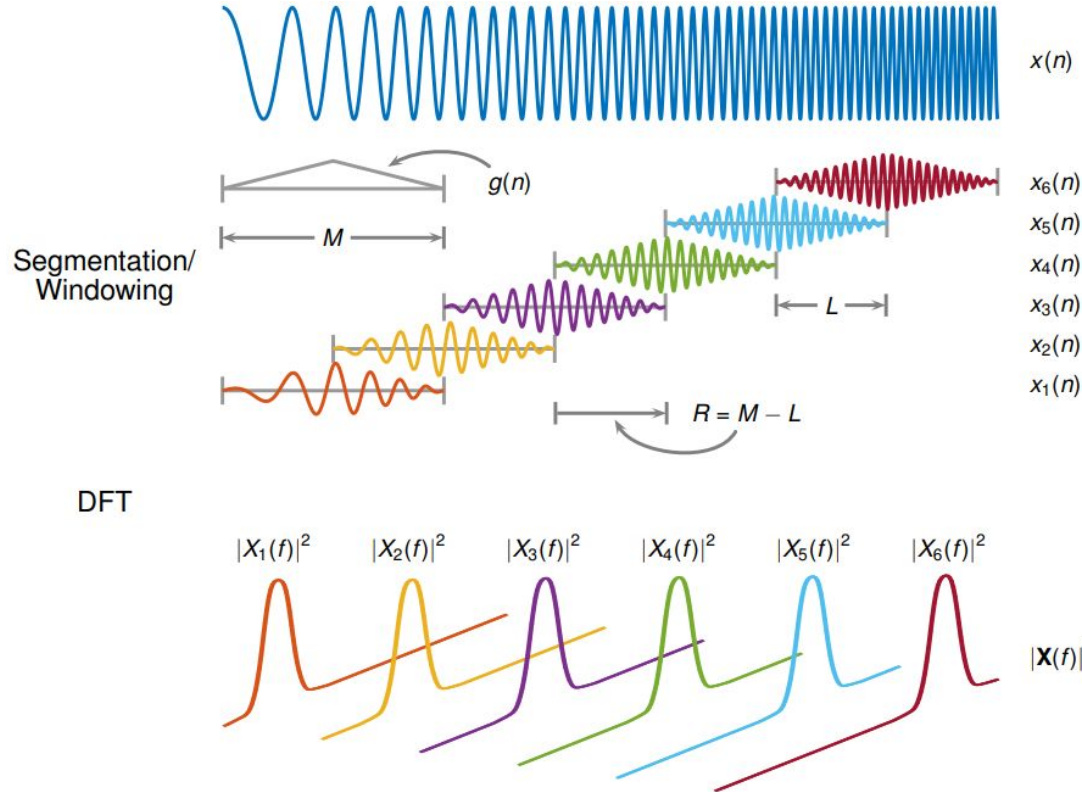 x(n)
g(n)
x₆(n)
x₅(n)
M
x₄(n)
Segmentation/
Windowing
x₃(n)
L
x₂(n)
x₁(n)
R = M − L
DFT
|X₁(f)|² |X₂(f)|² |X₃(f)|² |X₄(f)|² |X₅(f)|² |X₆(f)|²
|X(f)|